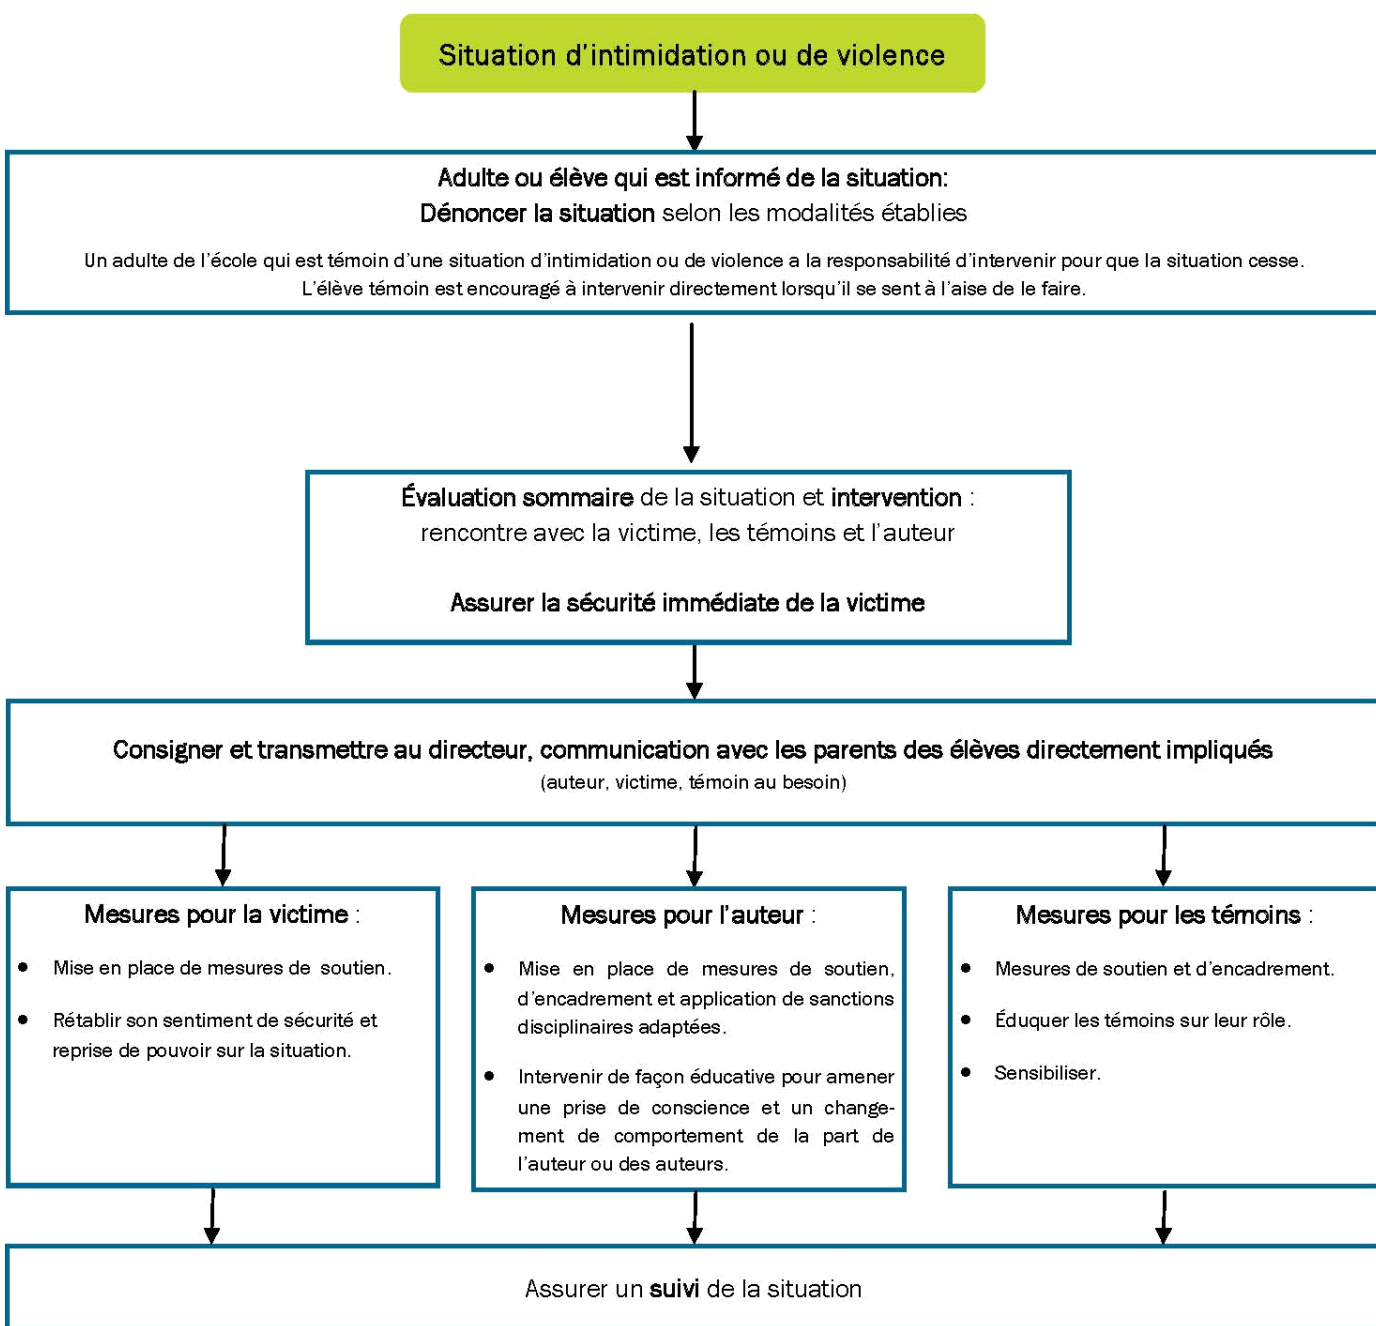 Situation d'intimidation ou de violence
Adulte ou élève qui est informé de la situation:
Dénoncer la situation selon les modalités établies
Un adulte de l'école qui est témoin d'une situation d'intimidation ou de violence a la responsabilité d'intervenir pour que la situation cesse.
L'élève témoin est encouragé à intervenir directement lorsqu'il se sent à l'aise de le faire.
Évaluation sommaire de la situation et intervention :
rencontre avec la victime, les témoins et l'auteur
Assurer la sécurité immédiate de la victime
Consigner et transmettre au directeur, communication avec les parents des élèves directement impliqués
(auteur, victime, témoin au besoin)
Mesures pour la victime :
• Mise en place de mesures de soutien.
• Rétablir son sentiment de sécurité et
reprise de pouvoir sur la situation.
Mesures pour l'auteur :
• Mise en place de mesures de soutien,
d'encadrement et application de sanctions
disciplinaires adaptées.
• Intervenir de façon éducative pour amener
une prise de conscience et un change-
ment de comportement de la part de
l'auteur ou des auteurs.
Mesures pour les témoins :
• Mesures de soutien et d'encadrement.
• Éduquer les témoins sur leur rôle.
• Sensibiliser.
Assurer un suivi de la situation